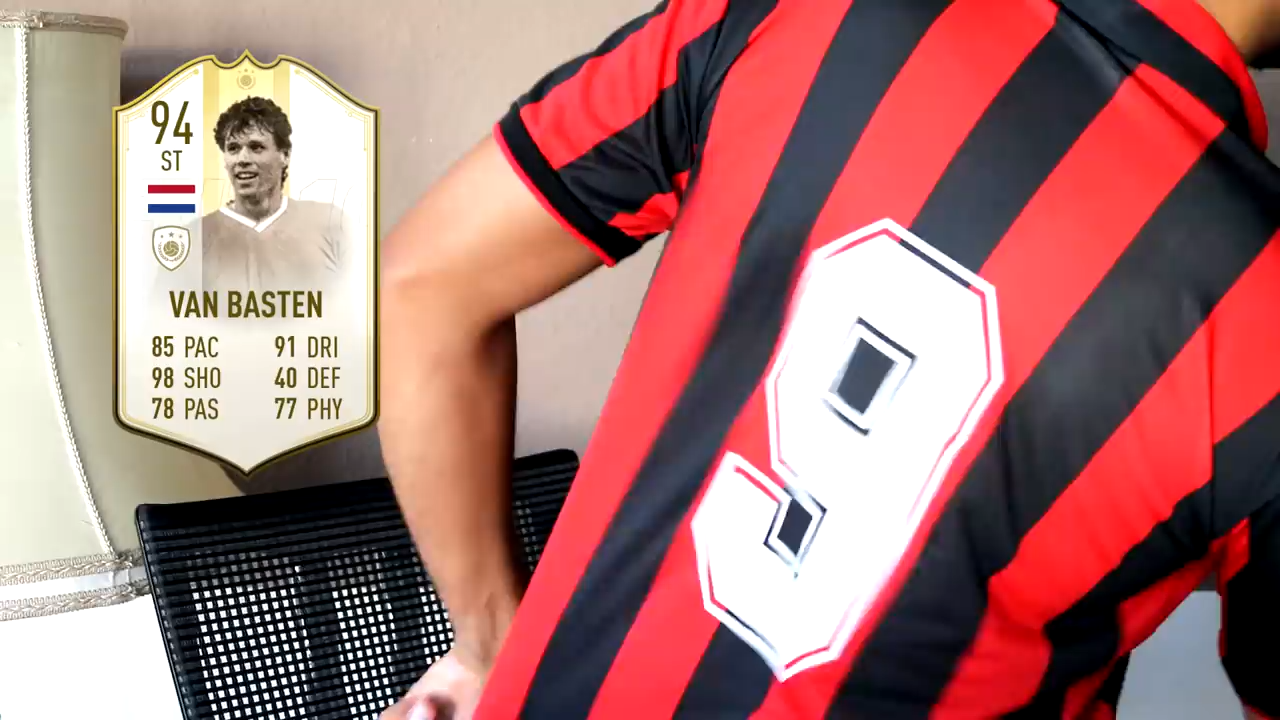 94
ST
VAN BASTEN
85 PAC 91 DRI
98 SHO 40 DEF
78 PAS 77 PHY
9